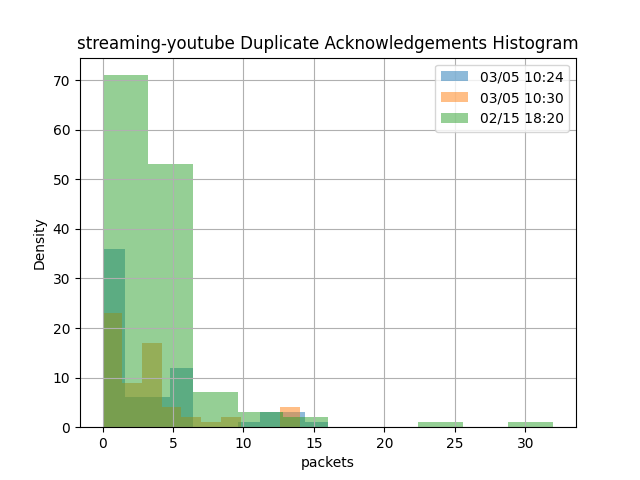 streaming-youtube Duplicate Acknowledgements Histogram
03/05 10:24
03/05 10:30
02/15 18:20
Density
70
60
50
40
30
20
10
0
0 5 10 15 20 25 30
packets